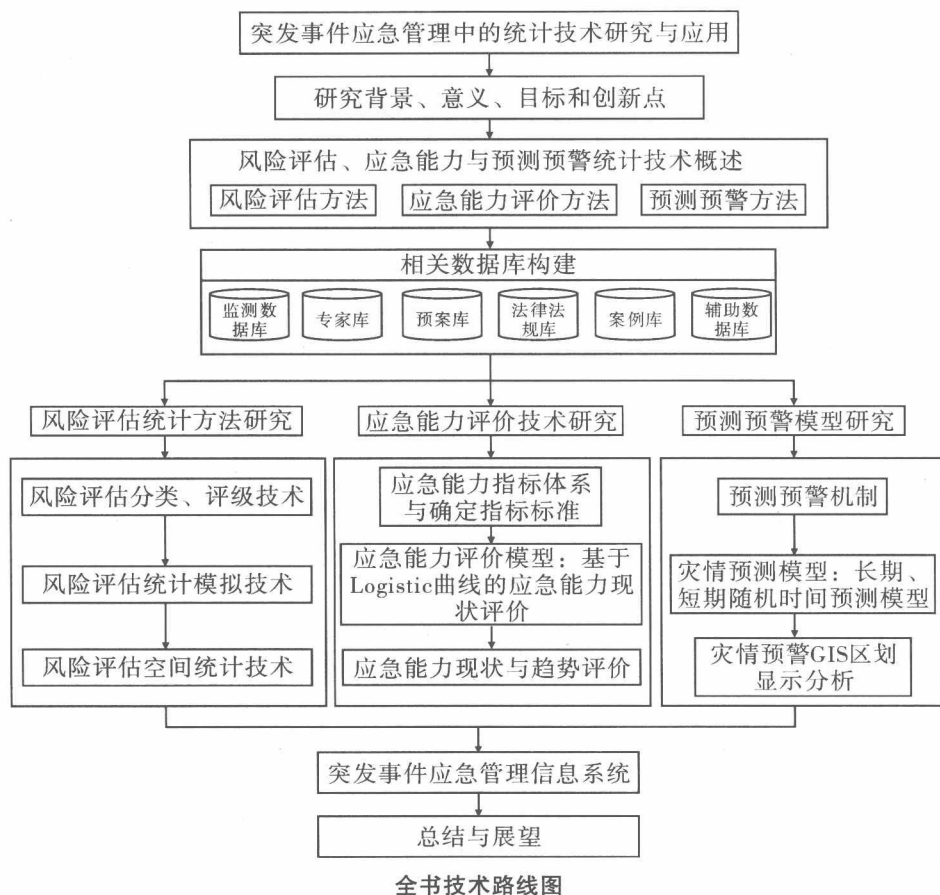 突发事件应急管理中的统计技术研究与应用
研究背景、意义、目标和创新点
风险评估、应急能力与预测预警统计技术概述
风险评估方法
应急能力评价方法
预测预警方法
相关数据库构建
监测数
据库
专家库
预案库
法律法
规库
案例库
辅助数
据库
风险评估统计方法研究
风险评估分类、评级技术
风险评估统计模拟技术
风险评估空间统计技术
应急能力评价技术研究
应急能力指标体系
与确定指标标准
应急能力评价模型：基于
Logistic曲线的应急能力现
状评价
应急能力现状与趋势评价
预测预警模型研究
预测预警机制
灾情预测模型：长期、
短期随机时间预测模型
灾情预警GIS区划
显示分析
突发事件应急管理信息系统
总结与展望
全书技术路线图